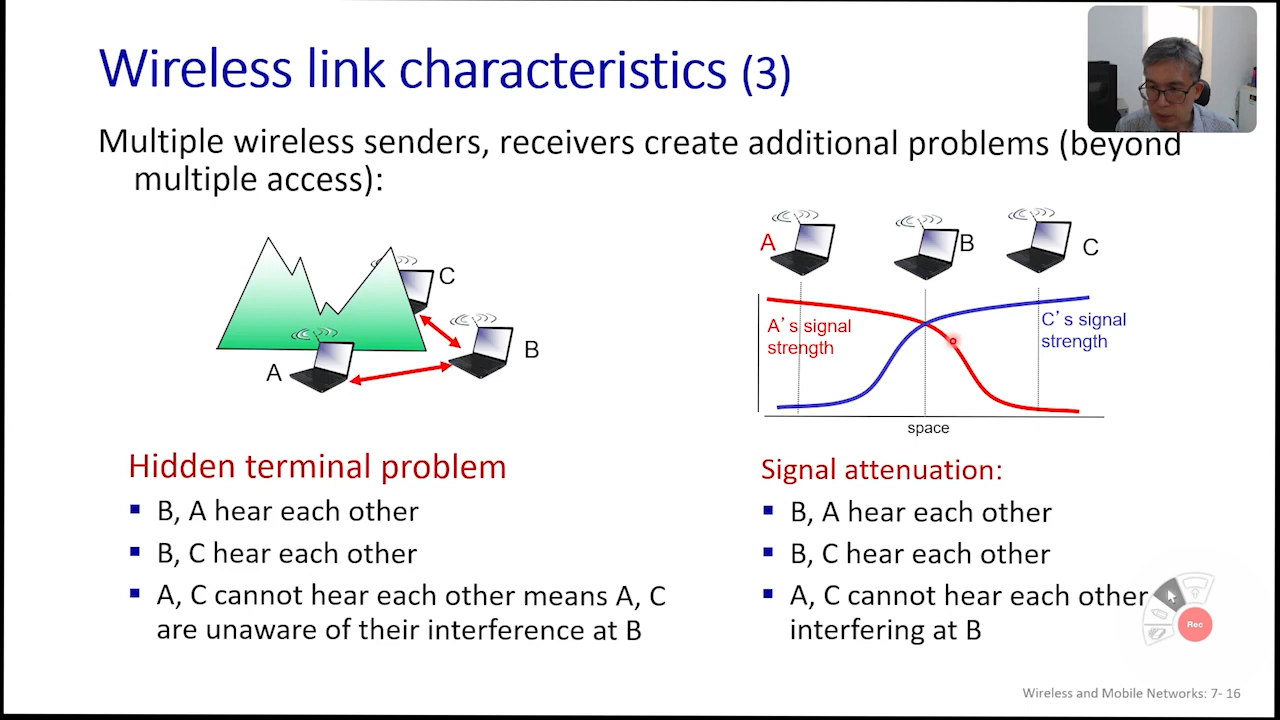 Wireless link characteristics (3)
Multiple wireless senders, receivers create additional problems (beyond
multiple access):
C
B
A
A
B
C
A's signal
strength
C's signal
strength
space
Hidden terminal problem
B, A hear each other
B, C hear each other
A, C cannot hear each other means A, C
are unaware of their interference at B
Signal attenuation:
B, A hear each other
B, C hear each other
A, C cannot hear each other
interfering at B
Rec
Wireless and Mobile Networks: 7- 16